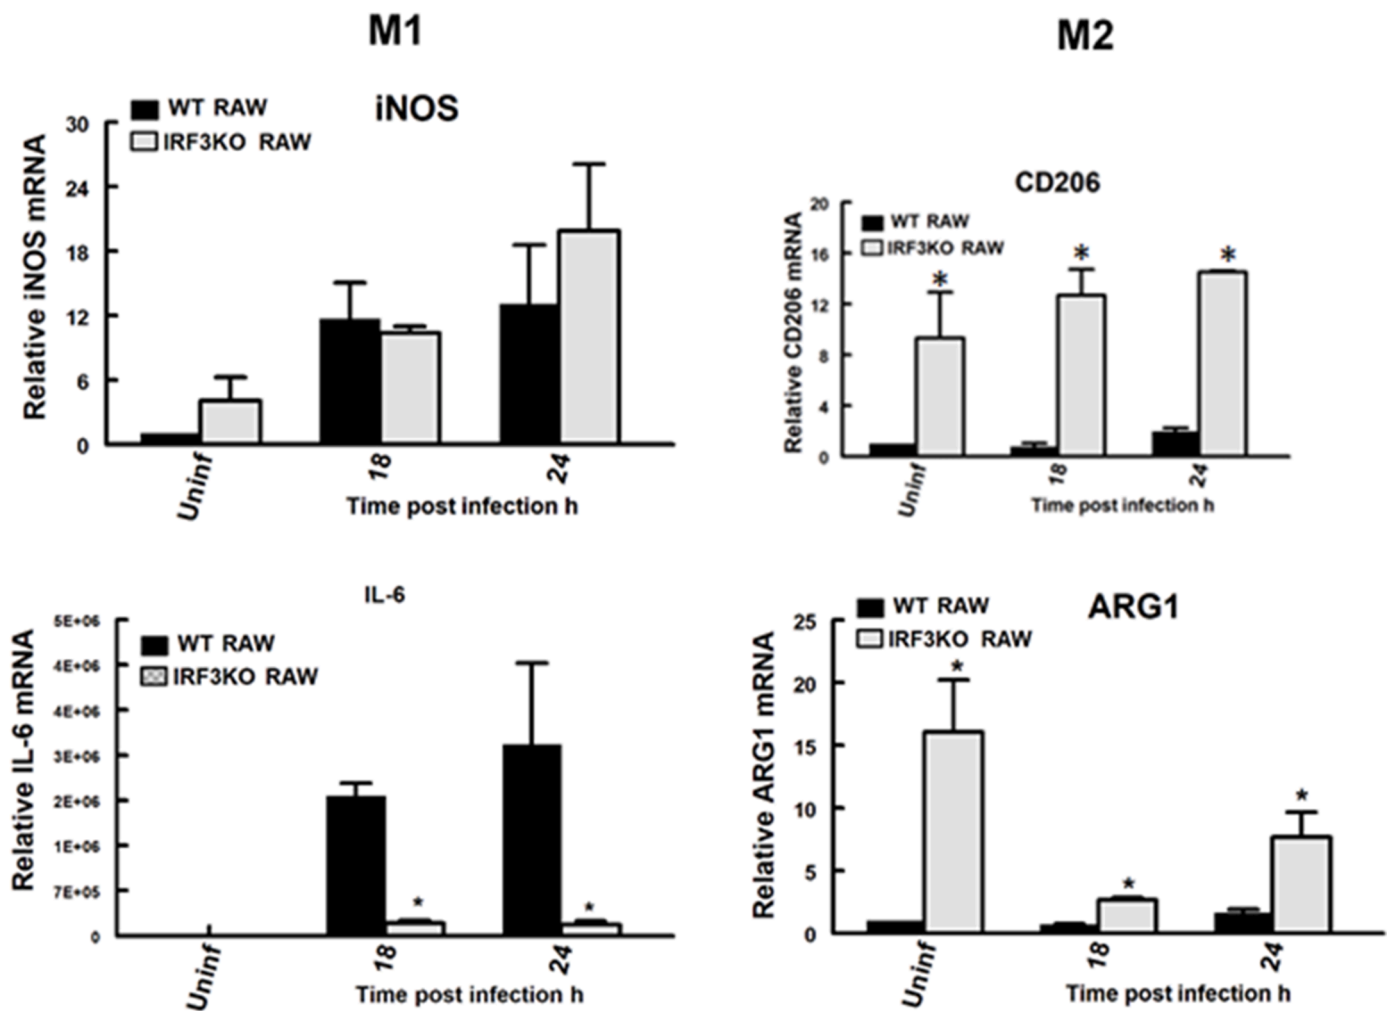 M1
M2
iNOS
WT RAW
IRF3KO RAW
Relative iNOS mRNA
30
24
18
12
6
0
Uninf
18
24
Time post infection h
CD206
WT RAW
IRF3KO RAW
Relative CD206 mRNA
20
16
12
8
4
0
*
*
*
Uninf
18
24
Time post infection h
IL-6
WT RAW
IRF3KO RAW
Relative IL-6 mRNA
5E+06
4E+06
4E+06
3E+06
2E+06
1E+06
7E+05
0
*
*
Uninf
18
24
Time post infection h
ARG1
WT RAW
IRF3KO RAW
Relative ARG1 mRNA
25
20
15
10
5
0
*
*
*
Uninf
18
24
Time post infection h